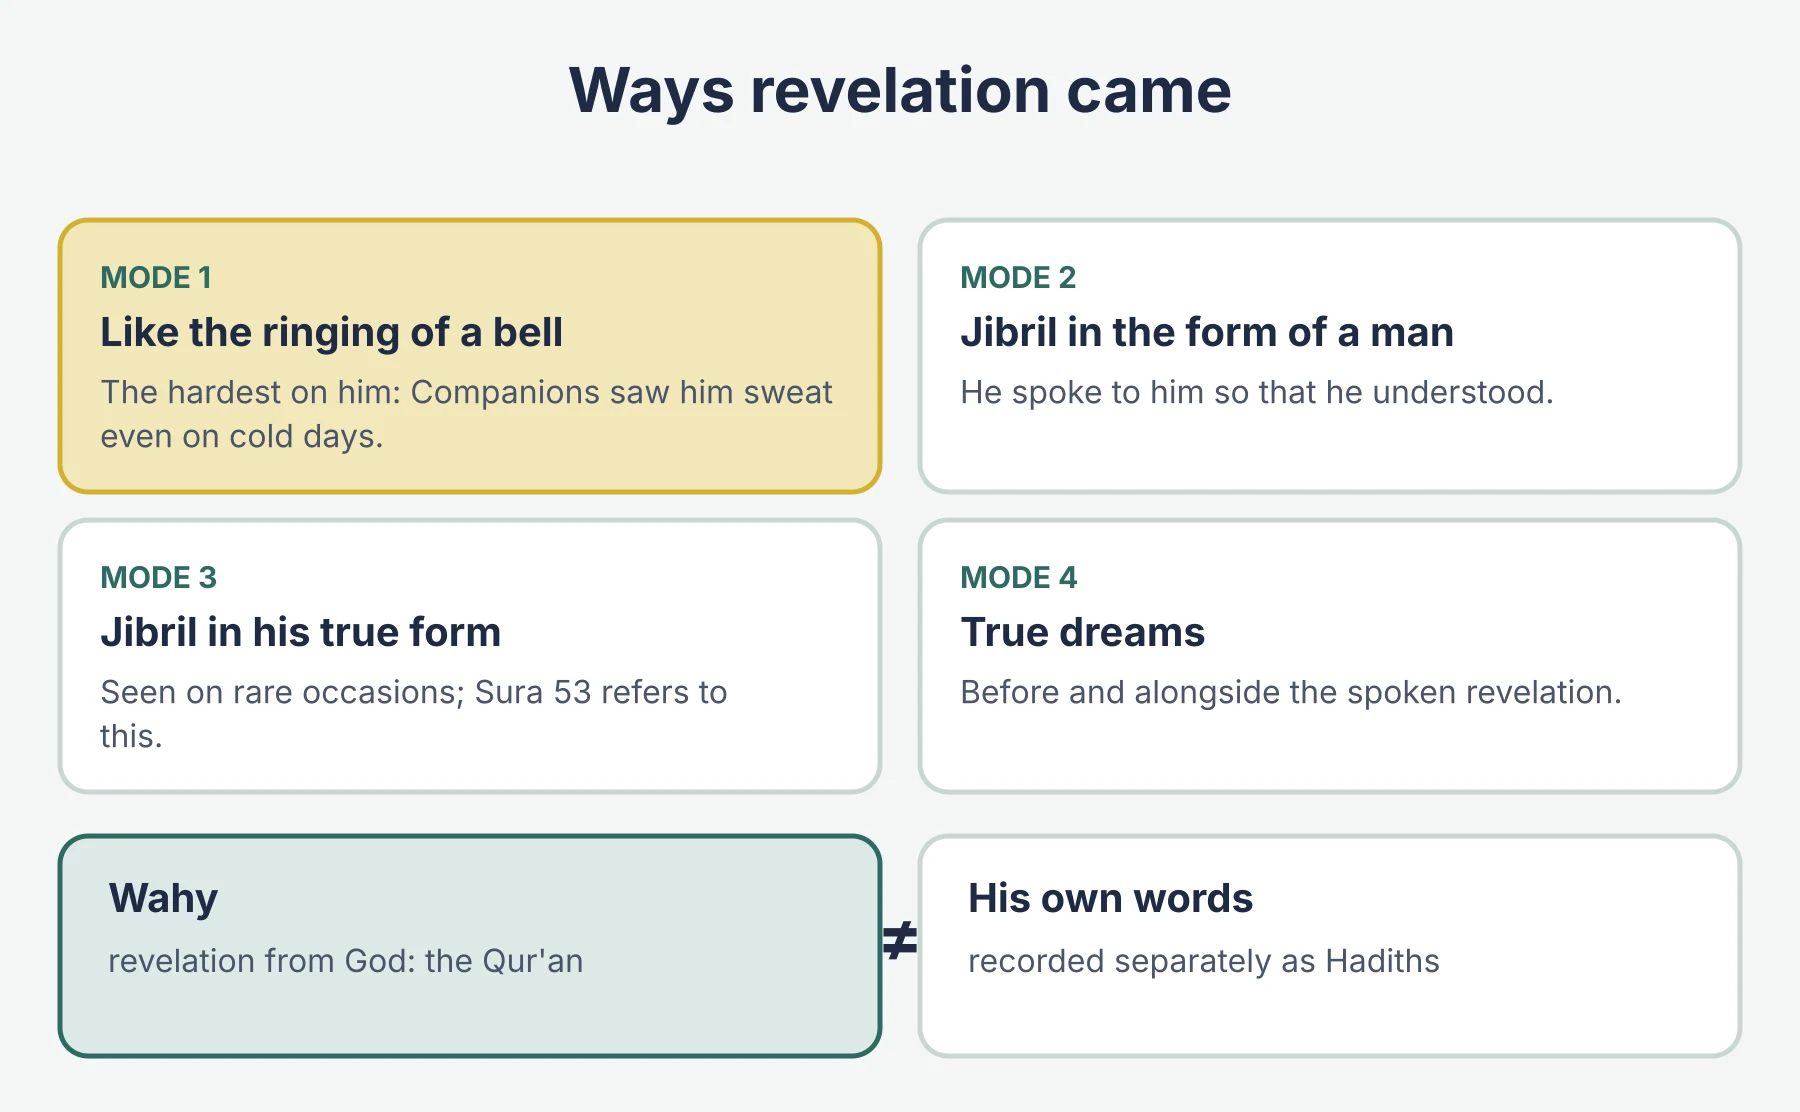 Ways revelation came
MODE 1
Like the ringing of a bell
The hardest on him: Companions saw him sweat
even on cold days.
MODE 2
Jibril in the form of a man
He spoke to him so that he understood.
MODE 3
Jibril in his true form
Seen on rare occasions; Sura 53 refers to
this.
MODE 4
True dreams
Before and alongside the spoken revelation.
Wahy
revelation from God: the Qur'an
≠
His own words
recorded separately as Hadiths